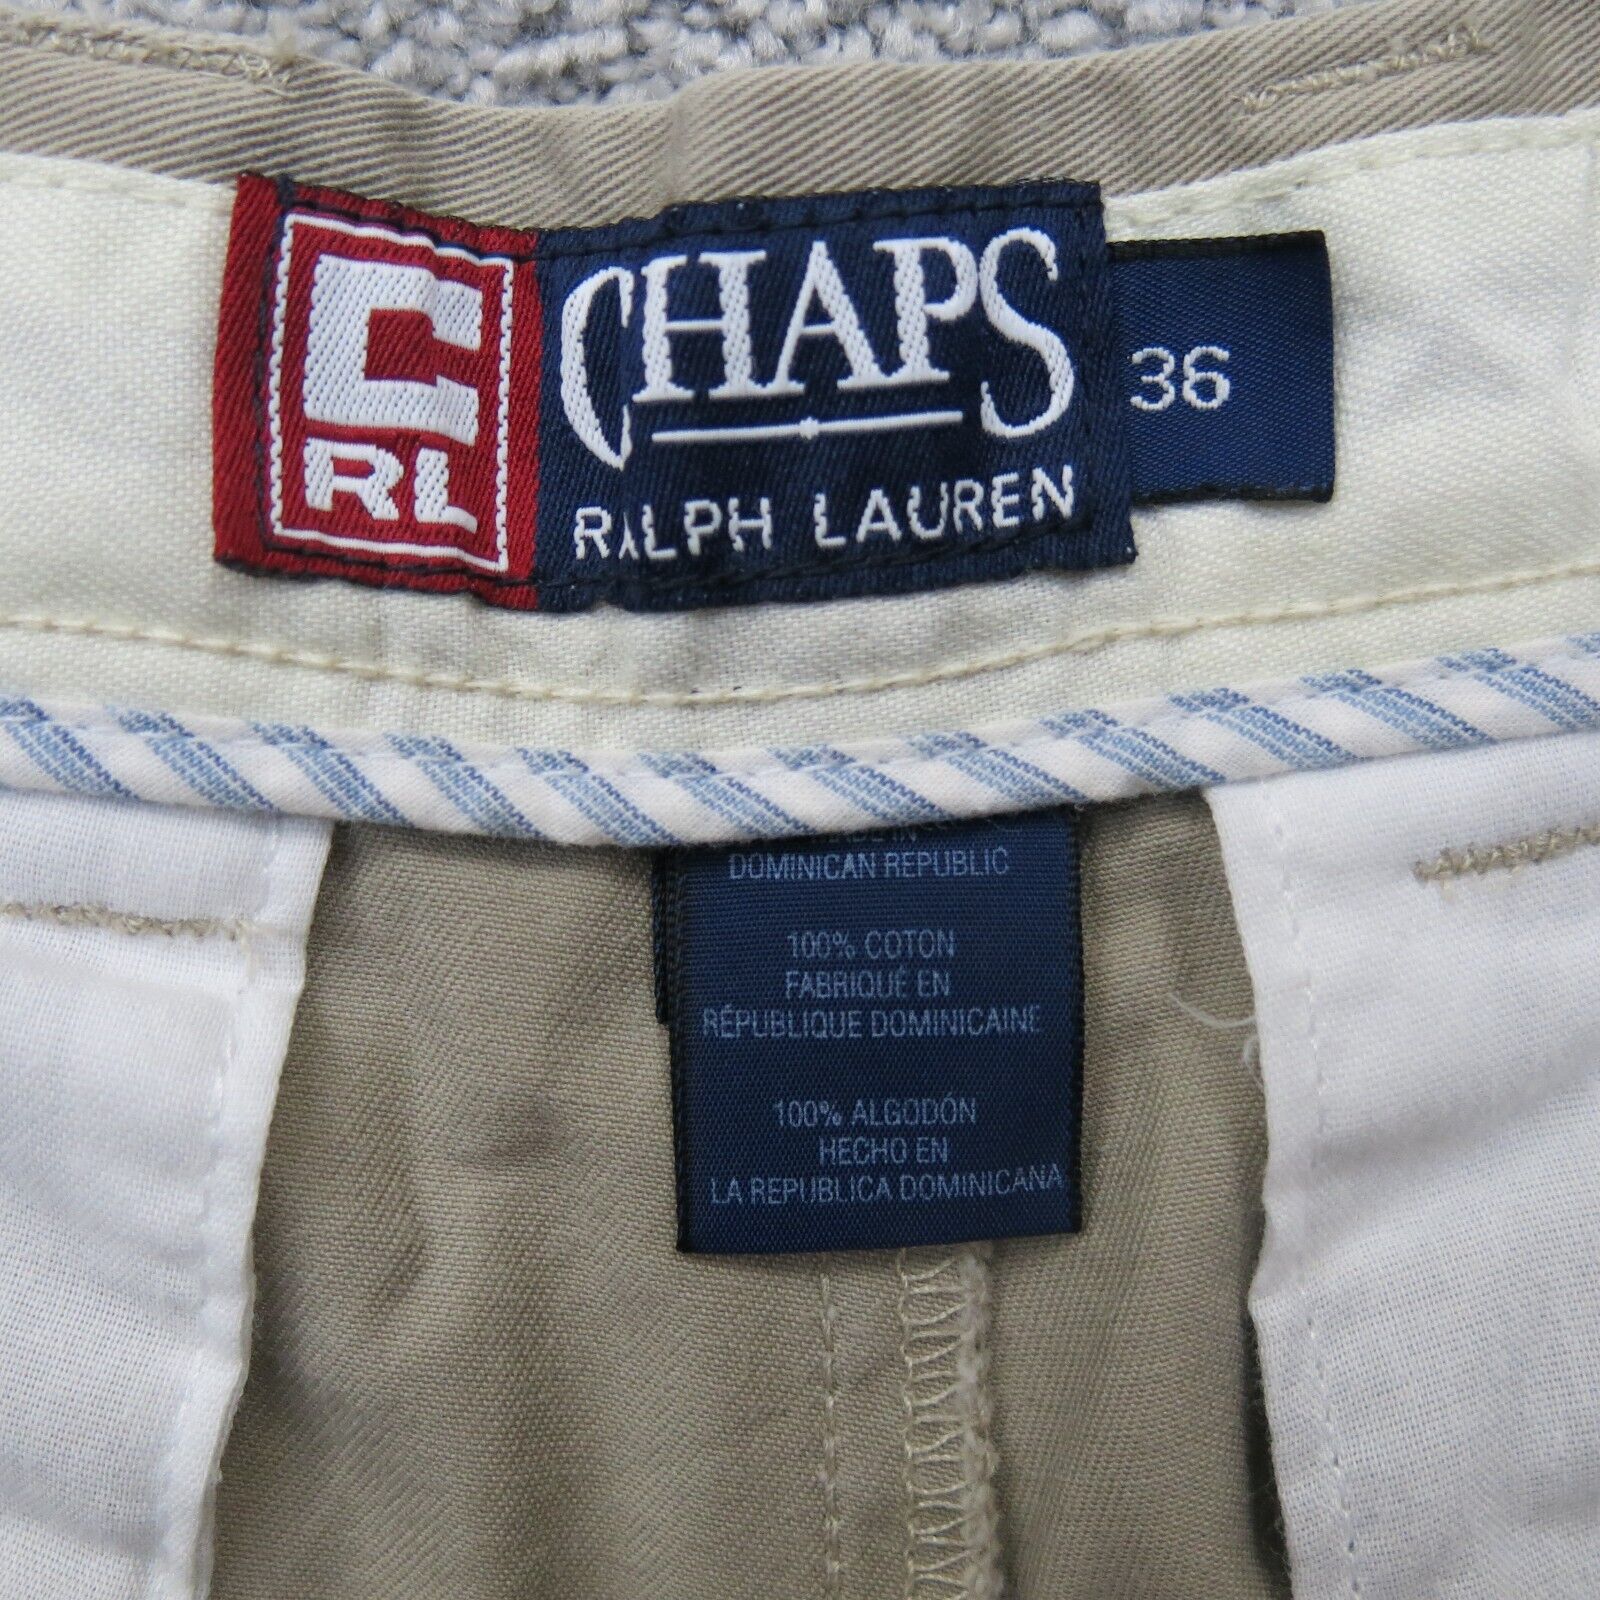 C
RL
CHAPS
RALPH LAUREN
36
DOMINICAN REPUBLIC
100% COTON
FABRIQUÉ EN
RÉPUBLIQUE DOMINICAINE
100% ALGODÓN
HECHO EN
LA REPUBLICA DOMINICANA